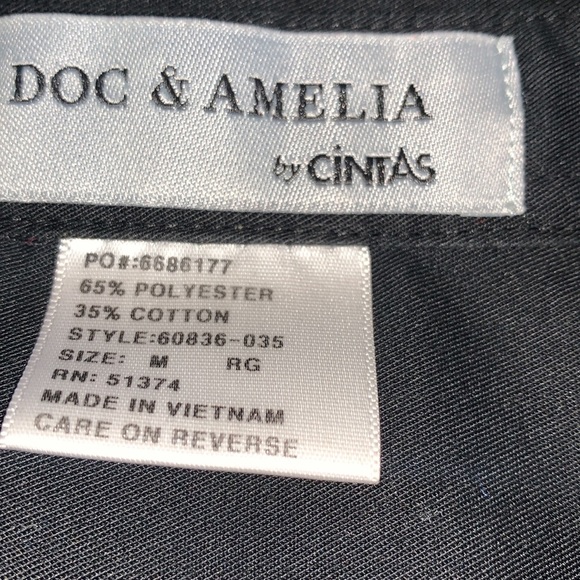 DOC & AMELIA
by CiNTAS
PO#:6686177
65% POLYESTER
35% COTTON
STYLE:60836-035
SIZE: M RG
RN: 51374
MADE IN VIETNAM
CARE ON REVERSE